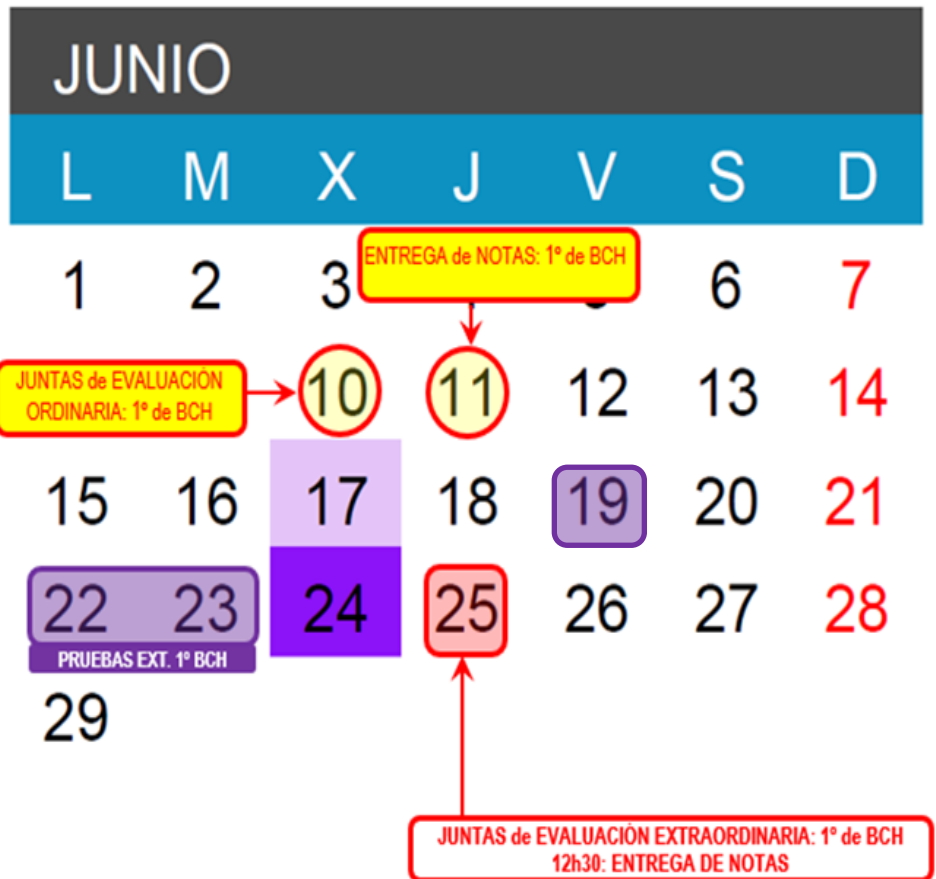 JUNIO
L M X J V S D
1 2 3 6 7
ENTREGA de NOTAS: 1º de BCH
JUNTAS de EVALUACIÓN
ORDINARIA: 1º de BCH
10 11 12 13 14
15 16 17 18 19 20 21
22 23 24 25 26 27 28
PRUEBAS EXT. 1º BCH
29
JUNTAS de EVALUACIÓN EXTRAORDINARIA: 1º de BCH
12h30: ENTREGA DE NOTAS